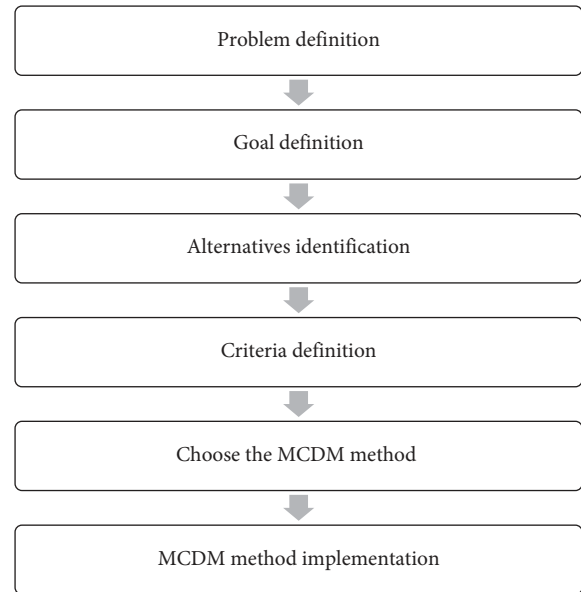 Problem definition
Goal definition
Alternatives identification
Criteria definition
Choose the MCDM method
MCDM method implementation